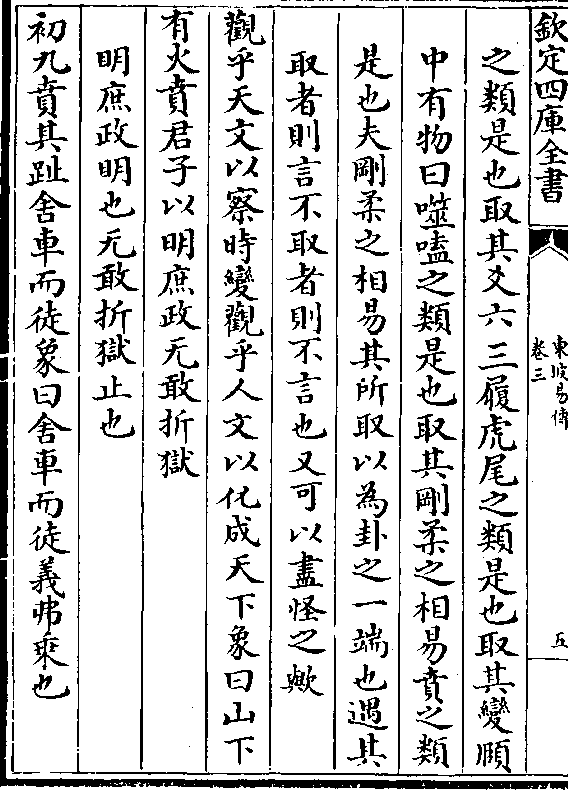 欽定四庫全書
東坡易傳
卷三
五
之類是也取其爻六三履虎尾之類是也取其變頤
中有物曰噬嗑之類是也取其剛柔之相易賁之類
是也夫剛柔之相易其所取以為卦之一端也遇其
取者則言不取者則不言也又可以盡怪之歟
觀乎天文以察時變觀乎人文以化成天下象曰山下
有火賁君子以明庶政无敢折獄
明庶政明也无敢折獄止也
初九賁其趾舍車而徒象曰舍車而徒義弗乘也